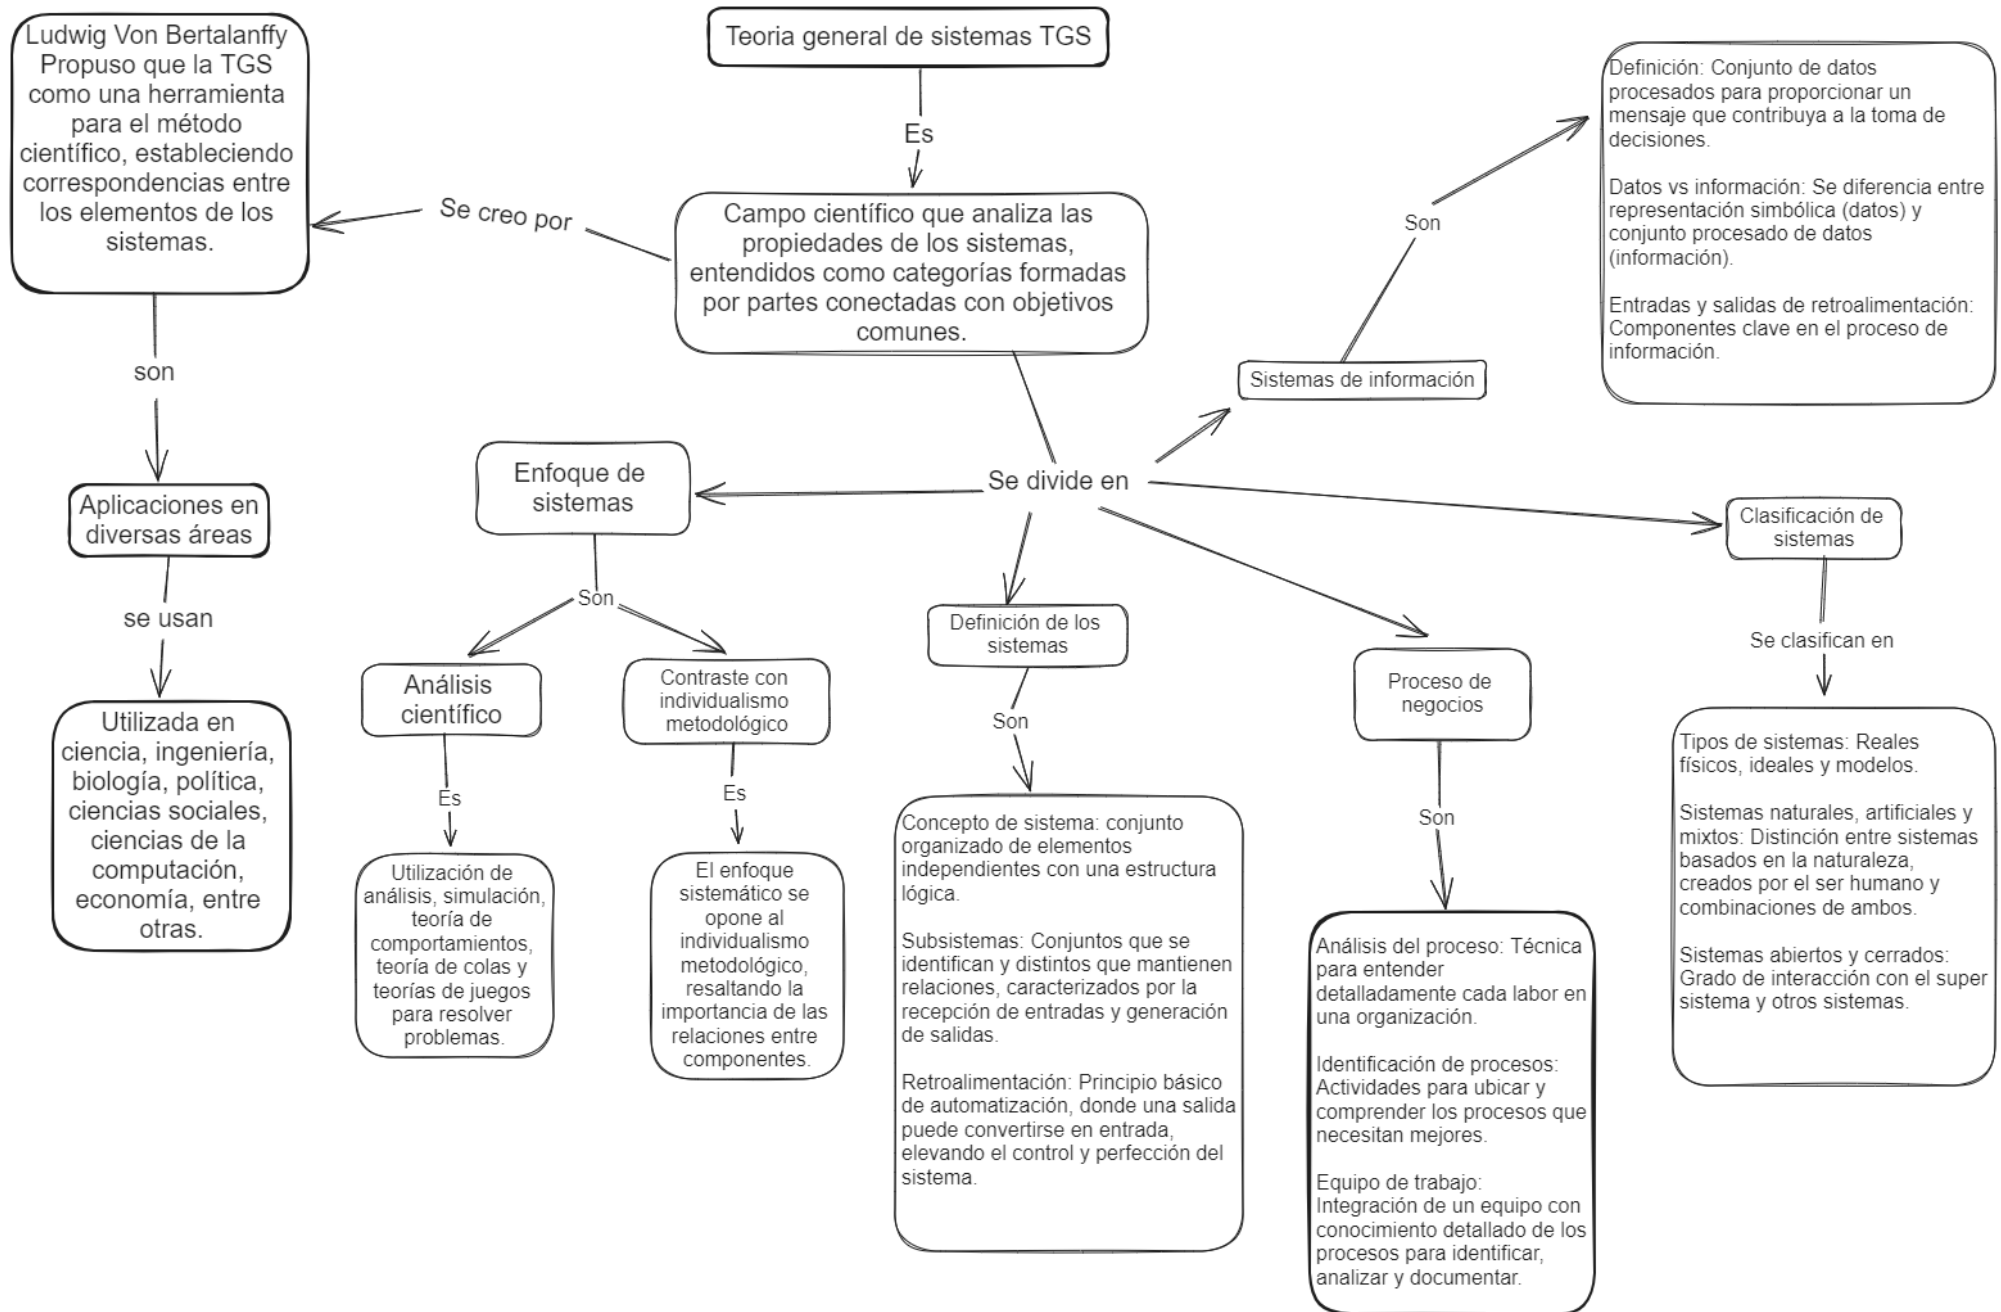 Teoria general de sistemas TGS
Es
Campo científico que analiza las
propiedades de los sistemas,
entendidos como categorías formadas
por partes conectadas con objetivos
comunes.
Se creo por
Ludwig Von Bertalanffy
Propuso que la TGS
como una herramienta
para el método
científico, estableciendo
correspondencias entre
los elementos de los
sistemas.
son
Aplicaciones en
diversas áreas
se usan
Utilizada en
ciencia, ingeniería,
biología, política,
ciencias sociales,
ciencias de la
computación,
economía, entre
otras.
Se divide en
Enfoque de
sistemas
Son
Análisis
científico
Es
Utilización de
análisis, simulación,
teoría de
comportamientos,
teoría de colas y
teorías de juegos
para resolver
problemas.
Contraste con
individualismo
metodológico
Es
El enfoque
sistemático se
opone al
individualismo
metodológico,
resaltando la
importancia de las
relaciones entre
componentes.
Definición de los
sistemas
Son
Concepto de sistema: conjunto
organizado de elementos
independientes con una estructura
lógica.
Subsistemas: Conjuntos que se
identifican y distintos que mantienen
relaciones, caracterizados por la
recepción de entradas y generación
de salidas.
Retroalimentación: Principio básico
de automatización, donde una salida
puede convertirse en entrada,
elevando el control y perfección del
sistema.
Proceso de
negocios
Son
Análisis del proceso: Técnica
para entender
detalladamente cada labor en
una organización.
Identificación de procesos:
Actividades para ubicar y
comprender los procesos que
necesitan mejores.
Equipo de trabajo:
Integración de un equipo con
conocimiento detallado de los
procesos para identificar,
analizar y documentar.
Sistemas de información
Son
Definición: Conjunto de datos
procesados para proporcionar un
mensaje que contribuya a la toma de
decisiones.
Datos vs información: Se diferencia entre
representación simbólica (datos) y
conjunto procesado de datos
(información).
Entradas y salidas de retroalimentación:
Componentes clave en el proceso de
información.
Clasificación de
sistemas
Se clasifican en
Tipos de sistemas: Reales
físicos, ideales y modelos.
Sistemas naturales, artificiales y
mixtos: Distinción entre sistemas
basados en la naturaleza,
creados por el ser humano y
combinaciones de ambos.
Sistemas abiertos y cerrados:
Grado de interacción con el super
sistema y otros sistemas.